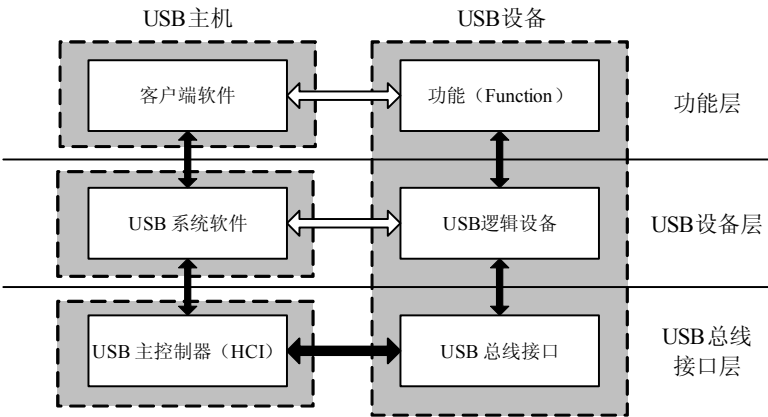 USB主机
USB设备
客户端软件
功能（Function）
功能层
USB 系统软件
USB逻辑设备
USB设备层
USB 主控制器（HCI）
USB 总线接口
USB总线
接口层